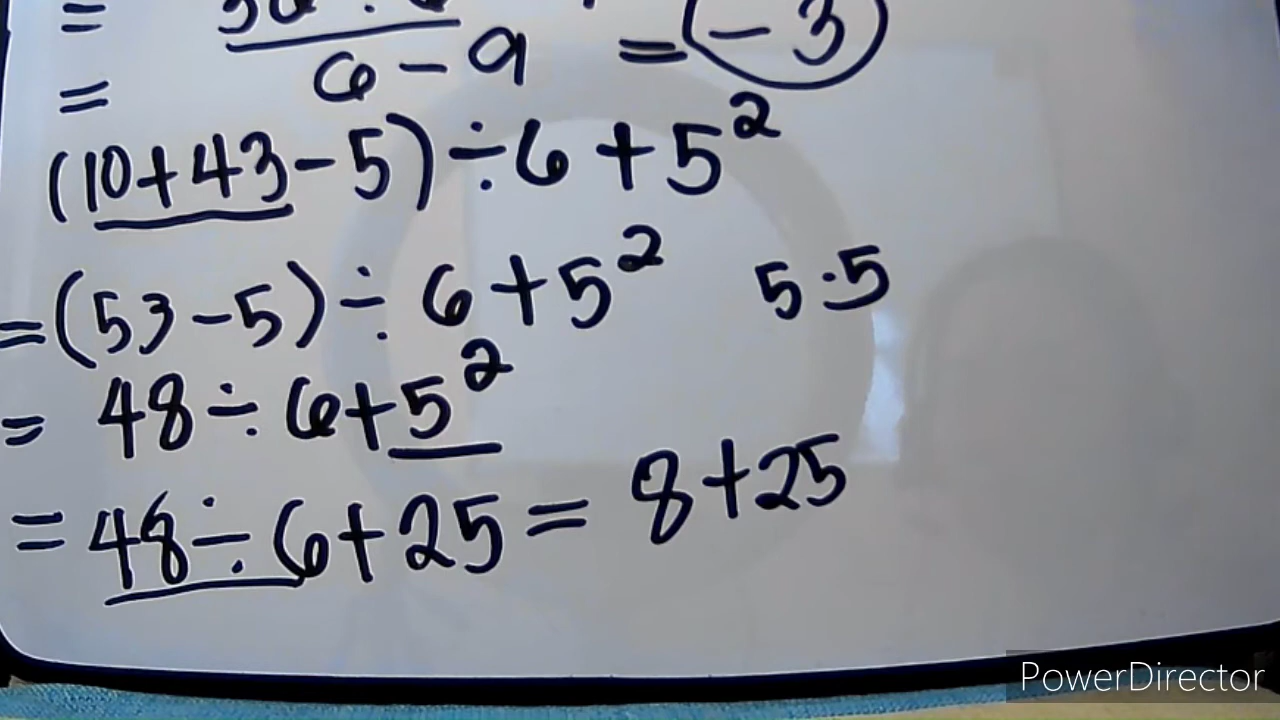 =
6 - 9 = -3
=
(10+43-5)÷6+5²
=(53-5)÷6+5² 5·5
= 48÷6+5²
= 48÷6+25= 8+25
PowerDirector